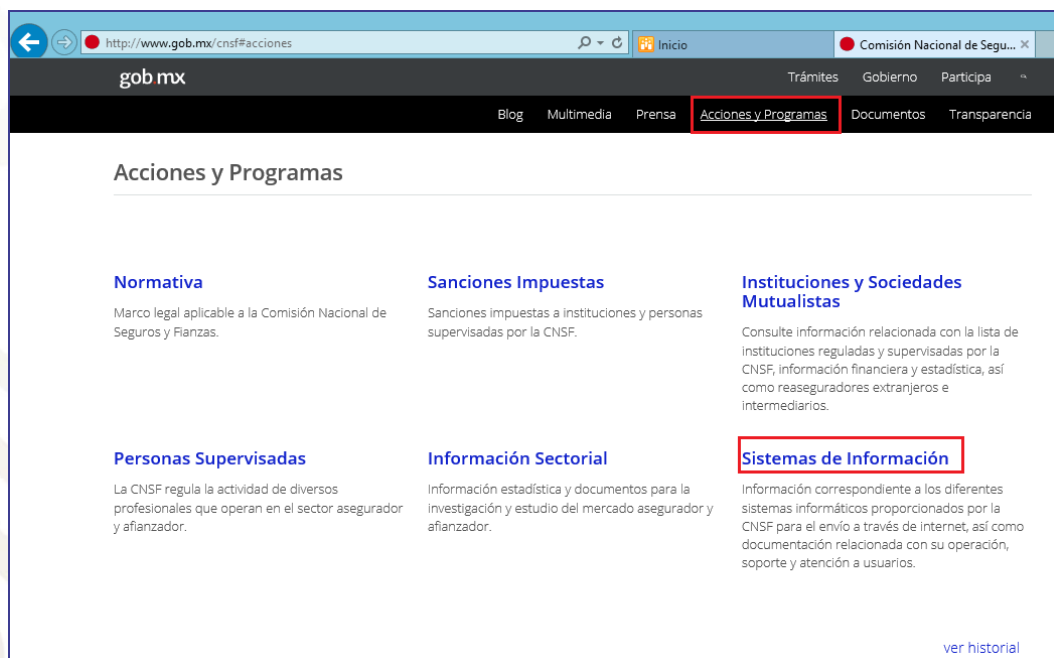 http://www.gob.mx/cnsf#acciones
Inicio
Comisión Nacional de Segu...
gob.mx
Trámites Gobierno Participa
Blog Multimedia Prensa Acciones y Programas Documentos Transparencia
Acciones y Programas
Normativa
Marco legal aplicable a la Comisión Nacional de
Seguros y Fianzas.
Sanciones Impuestas
Sanciones impuestas a instituciones y personas
supervisadas por la CNSF.
Instituciones y Sociedades
Mutualistas
Consulte información relacionada con la lista de
instituciones reguladas y supervisadas por la
CNSF, información financiera y estadística, así
como reaseguradores extranjeros e
intermediarios.
Personas Supervisadas
La CNSF regula la actividad de diversos
profesionales que operan en el sector asegurador
y afianzador.
Información Sectorial
Información estadística y documentos para la
investigación y estudio del mercado asegurador y
afianzador.
Sistemas de Información
Información correspondiente a los diferentes
sistemas informáticos proporcionados por la
CNSF para el envío a través de internet, así como
documentación relacionada con su operación,
soporte y atención a usuarios.
ver historial